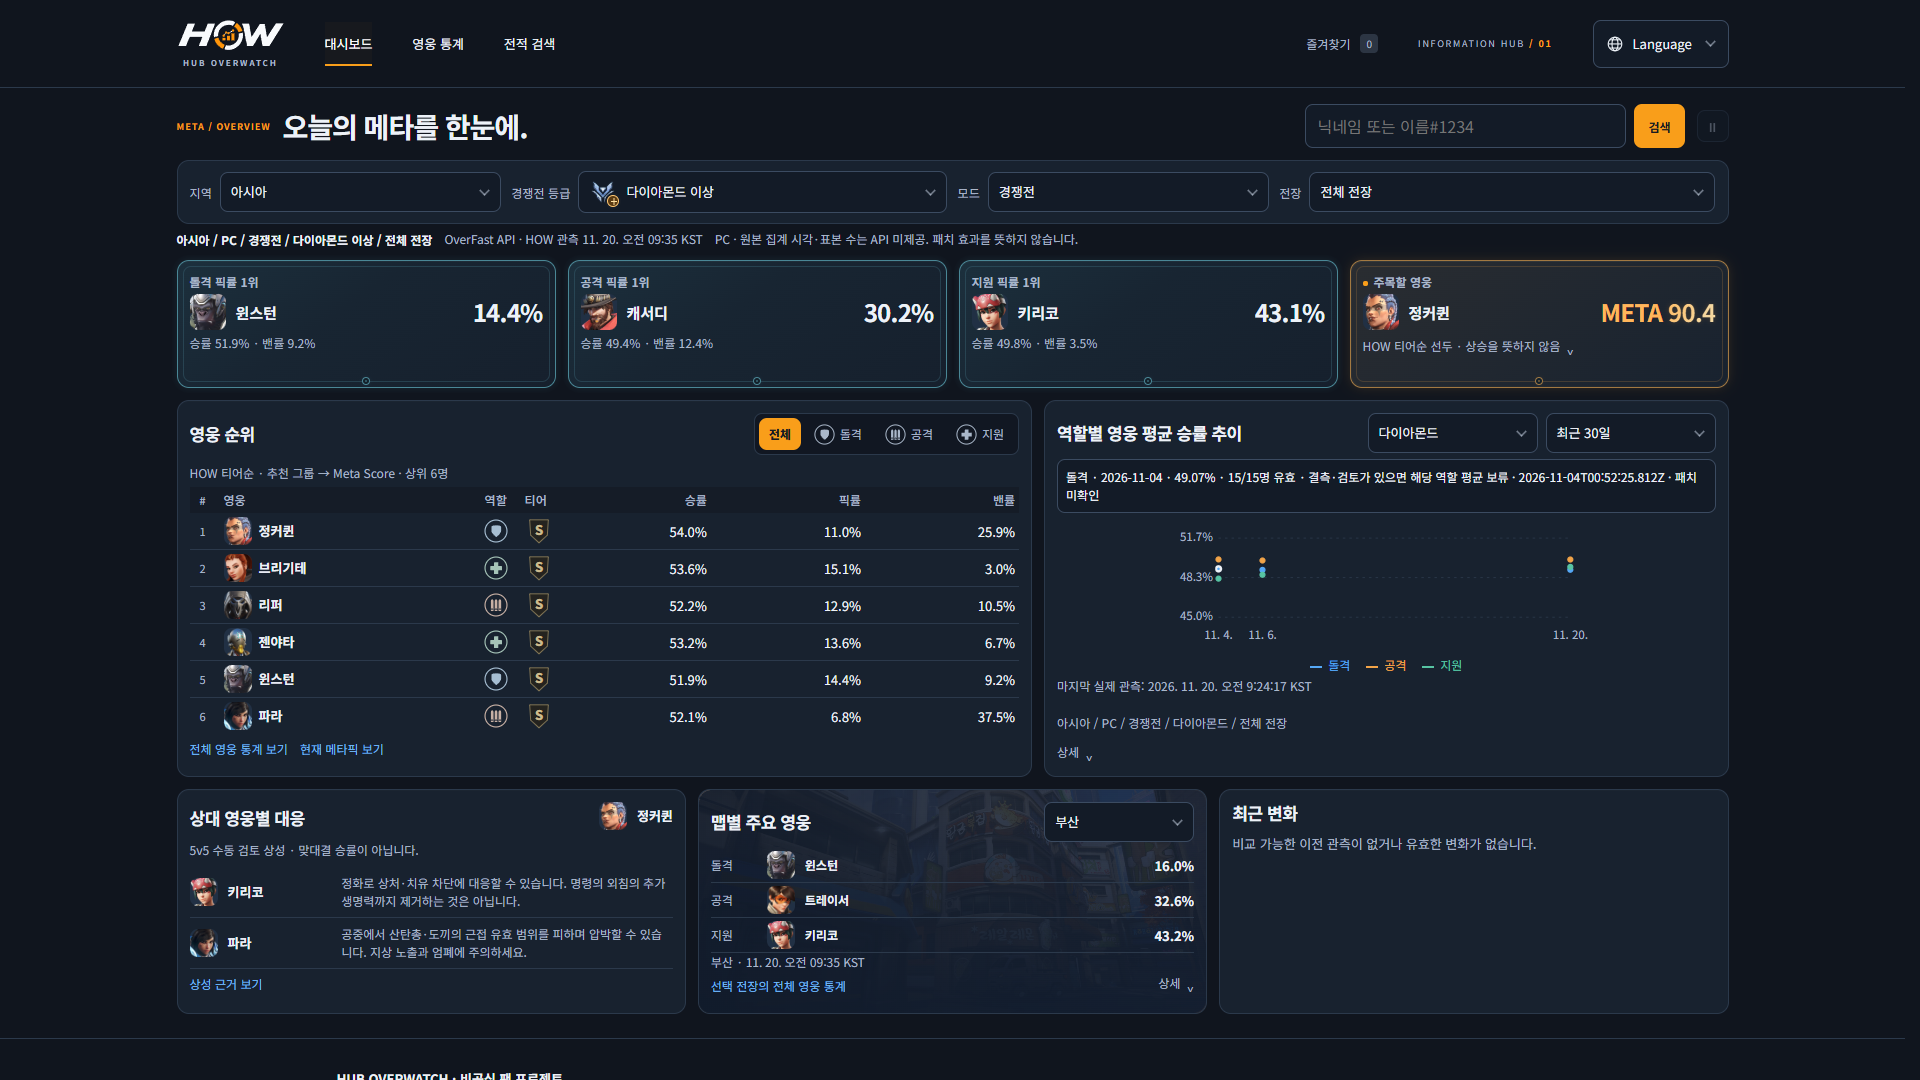 HOW
HUB OVERWATCH
대시보드
영웅 통계
전적 검색
즐겨찾기 0
INFORMATION HUB / 01
Language
META / OVERVIEW
오늘의 메타를 한눈에.
닉네임 또는 이름#1234
검색
지역
아시아
경쟁전 등급
다이아몬드 이상
모드
경쟁전
전장
전체 전장
아시아 / PC / 경쟁전 / 다이아몬드 이상 / 전체 전장
OverFast API · HOW 관측 11. 20. 오전 09:35 KST
PC · 원본 집계 시각·표본 수는 API 미제공. 패치 효과를 뜻하지 않습니다.
돌격 픽률 1위
윈스턴
14.4%
승률 51.9% · 밴률 9.2%
공격 픽률 1위
캐서디
30.2%
승률 49.4% · 밴률 12.4%
지원 픽률 1위
키리코
43.1%
승률 49.8% · 밴률 3.5%
주목할 영웅
정커퀸
META 90.4
HOW 티어순 선두 · 상승을 뜻하지 않음
영웅 순위
전체
돌격
공격
지원
HOW 티어순 · 추천 그룹 → Meta Score · 상위 6명
# 영웅 역할 티어 승률 픽률 밴률
1 정커퀸 S 54.0% 11.0% 25.9%
2 브리기테 S 53.6% 15.1% 3.0%
3 리퍼 S 52.2% 12.9% 10.5%
4 젠야타 S 53.2% 13.6% 6.7%
5 윈스턴 S 51.9% 14.4% 9.2%
6 파라 S 52.1% 6.8% 37.5%
전체 영웅 통계 보기
현재 메타픽 보기
역할별 영웅 평균 승률 추이
다이아몬드
최근 30일
돌격 · 2026-11-04 · 49.07% · 15/15명 유효 · 결측·검토가 있으면 해당 역할 평균 보류 · 2026-11-04T00:52:25.812Z · 패치
미확인
51.7%
48.3%
45.0%
11. 4. 11. 6. 11. 20.
돌격 공격 지원
마지막 실제 관측: 2026. 11. 20. 오전 9:24:17 KST
아시아 / PC / 경쟁전 / 다이아몬드 / 전체 전장
상세
상대 영웅별 대응
정커퀸
5v5 수동 검토 상성 · 맞대결 승률이 아닙니다.
키리코
정화로 상처·치유 차단에 대응할 수 있습니다. 명령의 외침의 추가
생명력까지 제거하는 것은 아닙니다.
파라
공중에서 산탄총·도끼의 근접 유효 범위를 피하며 압박할 수 있습
니다. 지상 노출과 엄폐에 주의하세요.
상성 근거 보기
맵별 주요 영웅
부산
돌격 윈스턴 16.0%
공격 트레이서 32.6%
지원 키리코 43.2%
부산 · 11. 20. 오전 09:35 KST
선택 전장의 전체 영웅 통계
상세
최근 변화
비교 가능한 이전 관측이 없거나 유효한 변화가 없습니다.
HUB OVERWATCH · 비공식 팬 프로젝트